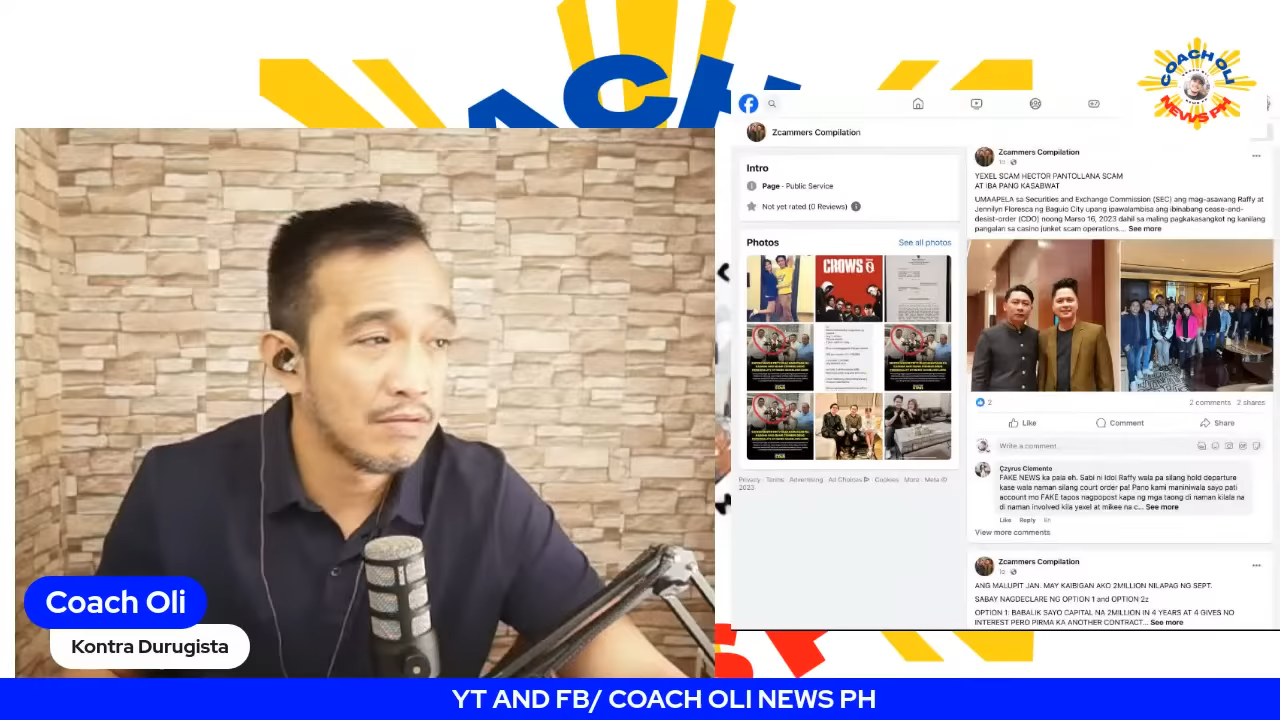 COACH OLI
NEWS PH
Zcammers Compilation
Intro
Page · Public Service
Not yet rated (0 Reviews)
Photos
See all photos
CROWS
Privacy · Terms · Advertising · Ad Choices · Cookies · More · Meta ©
2023
Zcammers Compilation
1d
YEXEL SCAM HECTOR PANTOLLANA SCAM
AT IBA PANG KASABWAT
UMAAPELA sa Securities and Exchange Commission (SEC) ang mag-asawang Raffy at
Jennilyn Floresca ng Baguio City upang ipawalambisa ang ibinabang cease-and-
desist-order (CDO) noong Marso 16, 2023 dahil sa maling pagkakasangkot ng kanilang
pangalan sa casino junket scam operations.... See more
2
2 comments 2 shares
Like
Comment
Share
Write a comment...
Çzyrus Clemente
FAKE NEWS ka pala eh. Sabi ni Idol Raffy wala pa silang hold departure
kase wala naman silang court order pa! Pano kami maniniwala sayo pati
account mo FAKE tapos nagpopost kapa ng mga taong di naman kilala na
di naman involved kila yexel at mikee na c... See more
Like Reply 6h
View more comments
Zcammers Compilation
1d
ANG MALUPIT JAN. MAY KAIBIGAN AKO 2MILLION NILAPAG NG SEPT.
SABAY NAGDECLARE NG OPTION 1 and OPTION 2z
OPTION 1: BABALIK SAYO CAPITAL NA 2MILLION IN 4 YEARS AT 4 GIVES NO
INTEREST PERO PIRMA KA ANOTHER CONTRACT... See more
Coach Oli
Kontra Durugista
YT AND FB/ COACH OLI NEWS PH